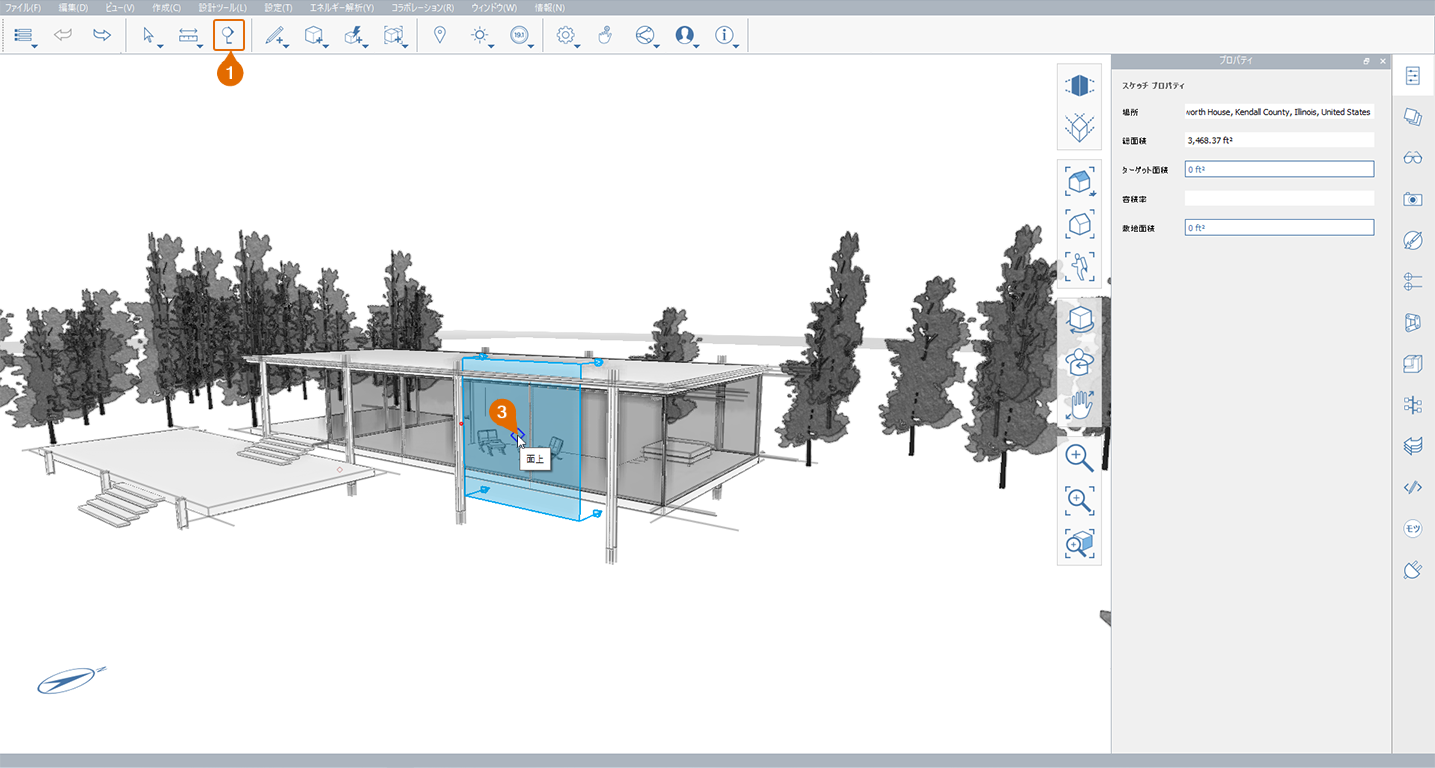 ファイル(F) 編集(D) ビュー(V) 作成(C) 設計ツール(L) 設定(T) エネルギー解析(Y) コラボレーション(R) ウィンドウ(W) 情報(N)
19.1
1
プロパティ
スケッチ プロパティ
場所 worth House, Kendall County, Illinois, United States
総面積 3,468.37 ft²
ターゲット面積 0 ft²
容積率
敷地面積 0 ft²
3
面上
モツ